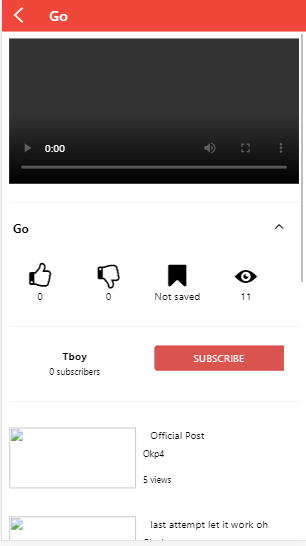 Go
0:00
Go
0
0
Not saved
11
Tboy
0 subscribers
SUBSCRIBE
Official Post
Okp4
5 views
last attempt let it work oh